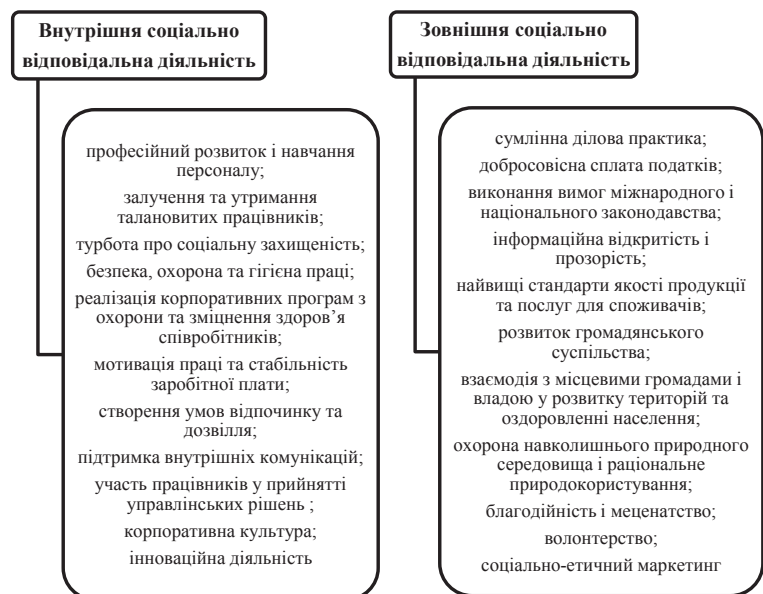 Внутрішня соціально
відповідальна діяльність
професійний розвиток і навчання
персоналу;
залучення та утримання
талановитих працівників;
турбота про соціальну захищеність;
безпека, охорона та гігієна праці;
реалізація корпоративних програм з
охорони та зміцнення здоров’я
співробітників;
мотивація праці та стабільність
заробітної плати;
створення умов відпочинку та
дозвілля;
підтримка внутрішніх комунікацій;
участь працівників у прийнятті
управлінських рішень ;
корпоративна культура;
інноваційна діяльність
Зовнішня соціально
відповідальна діяльність
сумлінна ділова практика;
добросовісна сплата податків;
виконання вимог міжнародного і
національного законодавства;
інформаційна відкритість і
прозорість;
найвищі стандарти якості продукції
та послуг для споживачів;
розвиток громадянського
суспільства;
взаємодія з місцевими громадами і
владою у розвитку територій та
оздоровленні населення;
охорона навколишнього природного
середовища і раціональне
природокористування;
благодійність і меценатство;
волонтерство;
соціально-етичний маркетинг